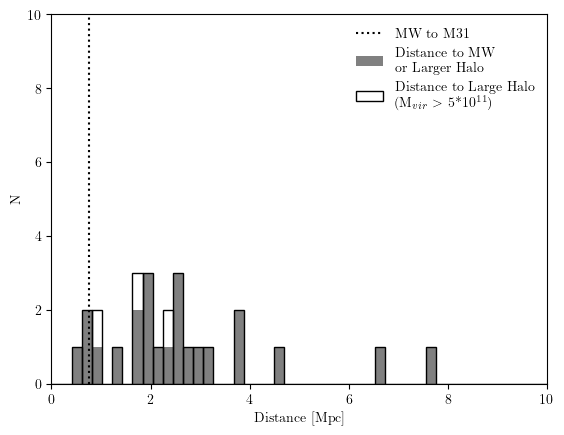 10
8
6
4
2
0
N
0
2
4
6
8
10
Distance [Mpc]
MW to M31
Distance to MW
or Larger Halo
Distance to Large Halo
(M_{vir} > 5*10^{11})